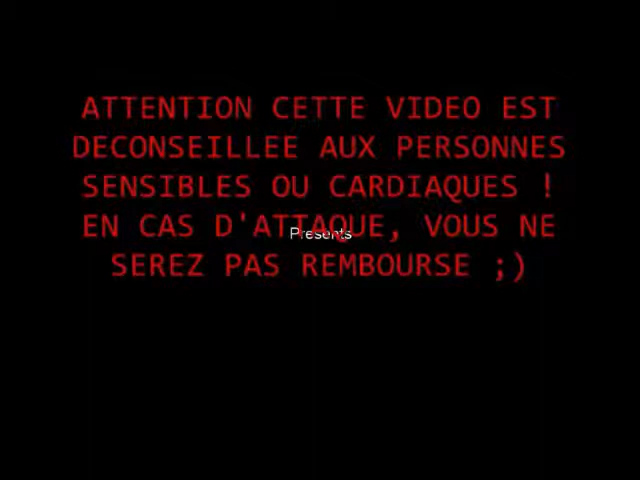 ATTENTION CETTE VIDEO EST
DECONSEILLEE AUX PERSONNES
SENSIBLES OU CARDIAQUES !
EN CAS D'ATTAQUE, VOUS NE
Presents
SEREZ PAS REMBOURSE ;)